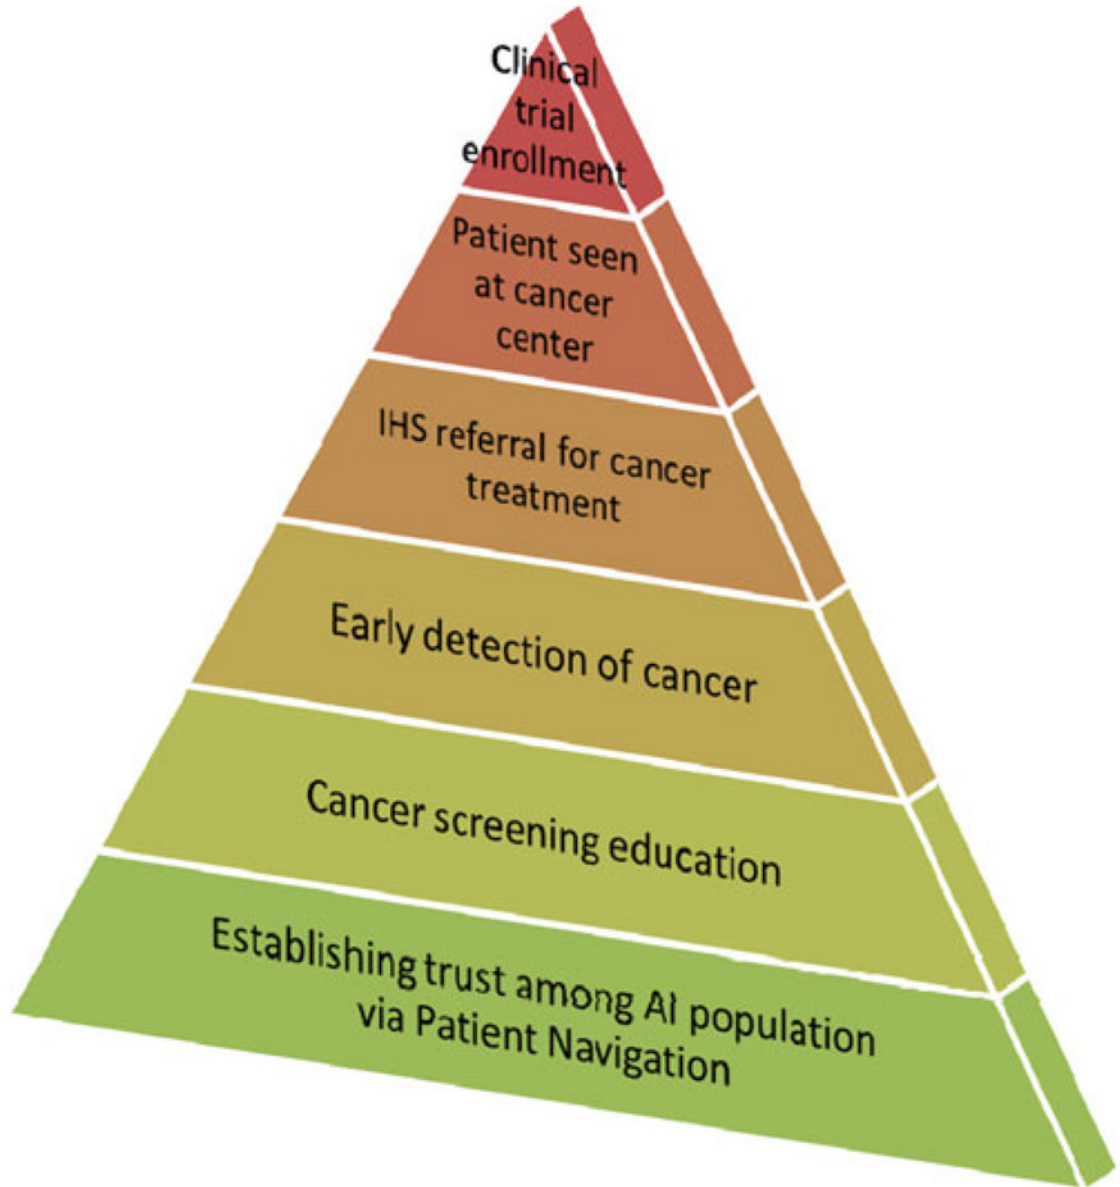 Clinical
trial
enrollment
Patient seen
at cancer
center
IHS referral for cancer
treatment
Early detection of cancer
Cancer screening education
Establishing trust among AI population
via Patient Navigation